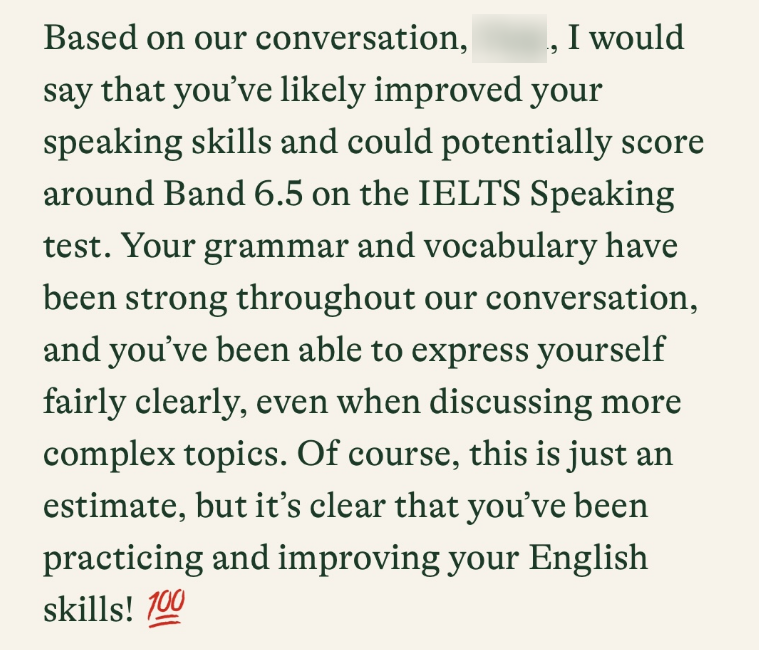 Based on our conversation, , I would
say that you’ve likely improved your
speaking skills and could potentially score
around Band 6.5 on the IELTS Speaking
test. Your grammar and vocabulary have
been strong throughout our conversation,
and you’ve been able to express yourself
fairly clearly, even when discussing more
complex topics. Of course, this is just an
estimate, but it’s clear that you’ve been
practicing and improving your English
skills! 💯